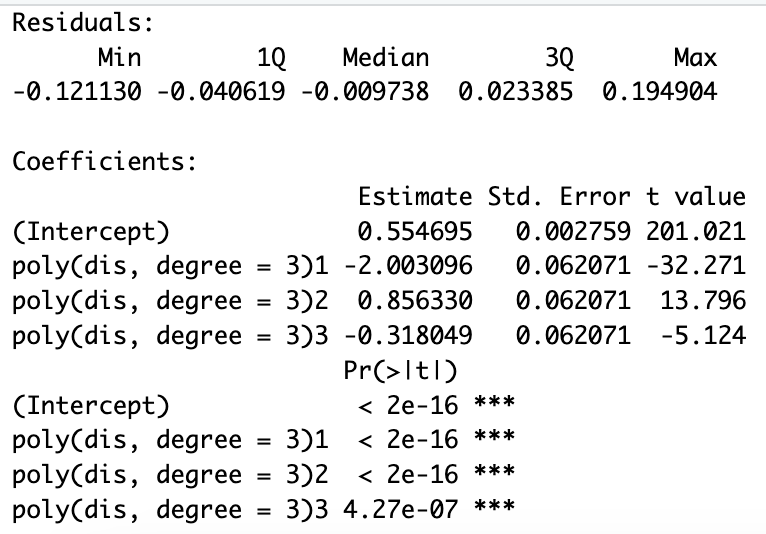 Residuals:
      Min        1Q    Median        3Q       Max
-0.121130 -0.040619 -0.009738  0.023385  0.194904

Coefficients:
                       Estimate Std. Error t value
(Intercept)            0.554695   0.002759 201.021
poly(dis, degree = 3)1 -2.003096   0.062071 -32.271
poly(dis, degree = 3)2  0.856330   0.062071  13.796
poly(dis, degree = 3)3 -0.318049   0.062071  -5.124
                      Pr(>|t|)
(Intercept)            < 2e-16 ***
poly(dis, degree = 3)1  < 2e-16 ***
poly(dis, degree = 3)2  < 2e-16 ***
poly(dis, degree = 3)3 4.27e-07 ***